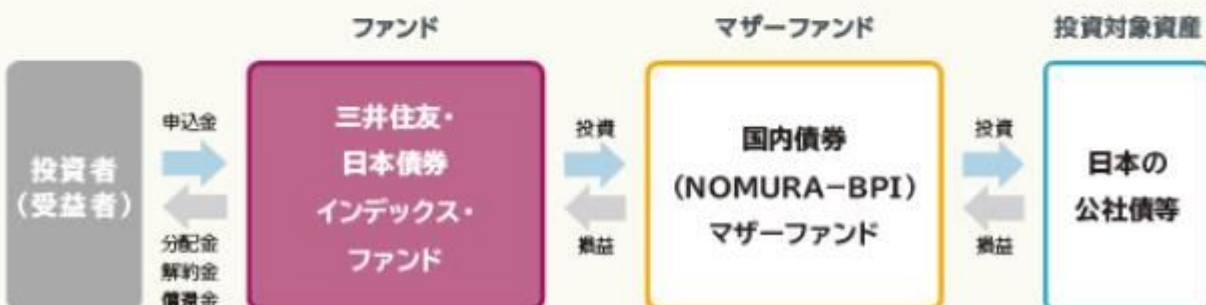 ファンド
マザーファンド
投資対象資産
投資者
（受益者）
申込金
分配金
解約金
償還金
三井住友・
日本債券
インデックス・
ファンド
投資
損益
国内債券
（NOMURA−BPI）
マザーファンド
投資
損益
日本の
公社債等